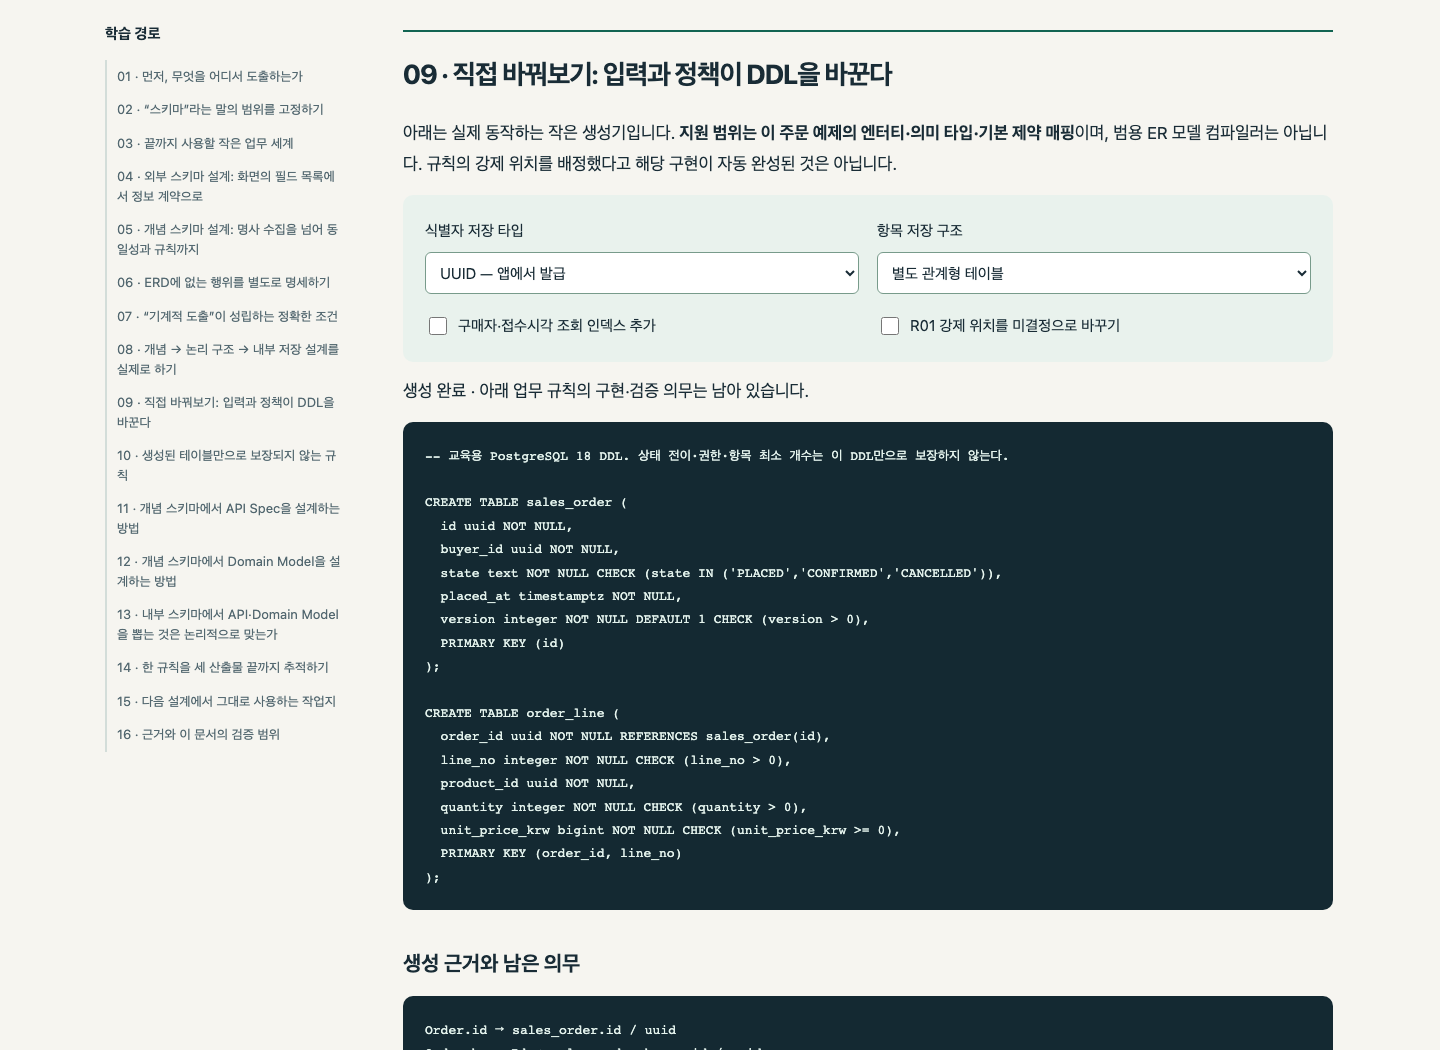 학습 경로
01 · 먼저, 무엇을 어디서 도출하는가
02 · “스키마”라는 말의 범위를 고정하기
03 · 끝까지 사용할 작은 업무 세계
04 · 외부 스키마 설계: 화면의 필드 목록에
서 정보 계약으로
05 · 개념 스키마 설계: 명사 수집을 넘어 동
일성과 규칙까지
06 · ERD에 없는 행위를 별도로 명세하기
07 · “기계적 도출”이 성립하는 정확한 조건
08 · 개념 → 논리 구조 → 내부 저장 설계를
실제로 하기
09 · 직접 바꿔보기: 입력과 정책이 DDL을
바꾼다
10 · 생성된 테이블만으로 보장되지 않는 규
칙
11 · 개념 스키마에서 API Spec을 설계하는
방법
12 · 개념 스키마에서 Domain Model을 설
계하는 방법
13 · 내부 스키마에서 API·Domain Model
을 뽑는 것은 논리적으로 맞는가
14 · 한 규칙을 세 산출물 끝까지 추적하기
15 · 다음 설계에서 그대로 사용하는 작업지
16 · 근거와 이 문서의 검증 범위
09 · 직접 바꿔보기: 입력과 정책이 DDL을 바꾼다
아래는 실제 동작하는 작은 생성기입니다. 지원 범위는 이 주문 예제의 엔터티·의미 타입·기본 제약 매핑이며, 범용 ER 모델 컴파일러는 아닙니
다. 규칙의 강제 위치를 배정했다고 해당 구현이 자동 완성된 것은 아닙니다.
식별자 저장 타입
항목 저장 구조
UUID — 앱에서 발급
별도 관계형 테이블
구매자·접수시각 조회 인덱스 추가
R01 강제 위치를 미결정으로 바꾸기
생성 완료 · 아래 업무 규칙의 구현·검증 의무는 남아 있습니다.
-- 교육용 PostgreSQL 18 DDL. 상태 전이·권한·항목 최소 개수는 이 DDL만으로 보장하지 않는다.
CREATE TABLE sales_order (
  id uuid NOT NULL,
  buyer_id uuid NOT NULL,
  state text NOT NULL CHECK (state IN ('PLACED','CONFIRMED','CANCELLED')),
  placed_at timestamptz NOT NULL,
  version integer NOT NULL DEFAULT 1 CHECK (version > 0),
  PRIMARY KEY (id)
);
CREATE TABLE order_line (
  order_id uuid NOT NULL REFERENCES sales_order(id),
  line_no integer NOT NULL CHECK (line_no > 0),
  product_id uuid NOT NULL,
  quantity integer NOT NULL CHECK (quantity > 0),
  unit_price_krw bigint NOT NULL CHECK (unit_price_krw >= 0),
  PRIMARY KEY (order_id, line_no)
);
생성 근거와 남은 의무
Order.id → sales_order.id / uuid